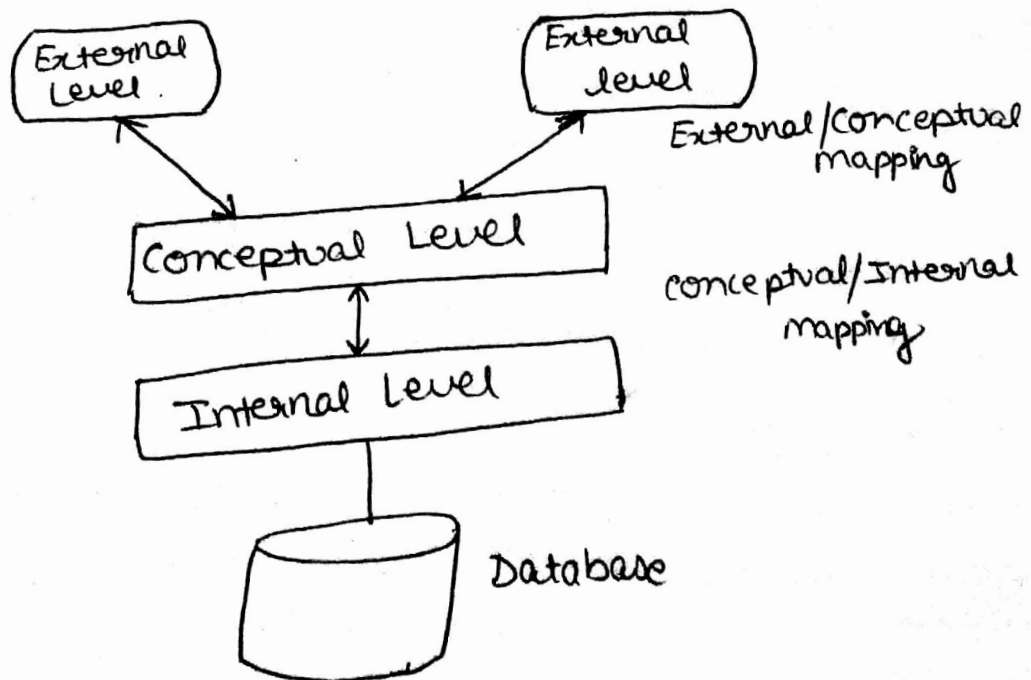 External
Level.
External
level
External/Conceptual
mapping
Conceptual Level
conceptual/Internal
mapping
Internal Level
Database